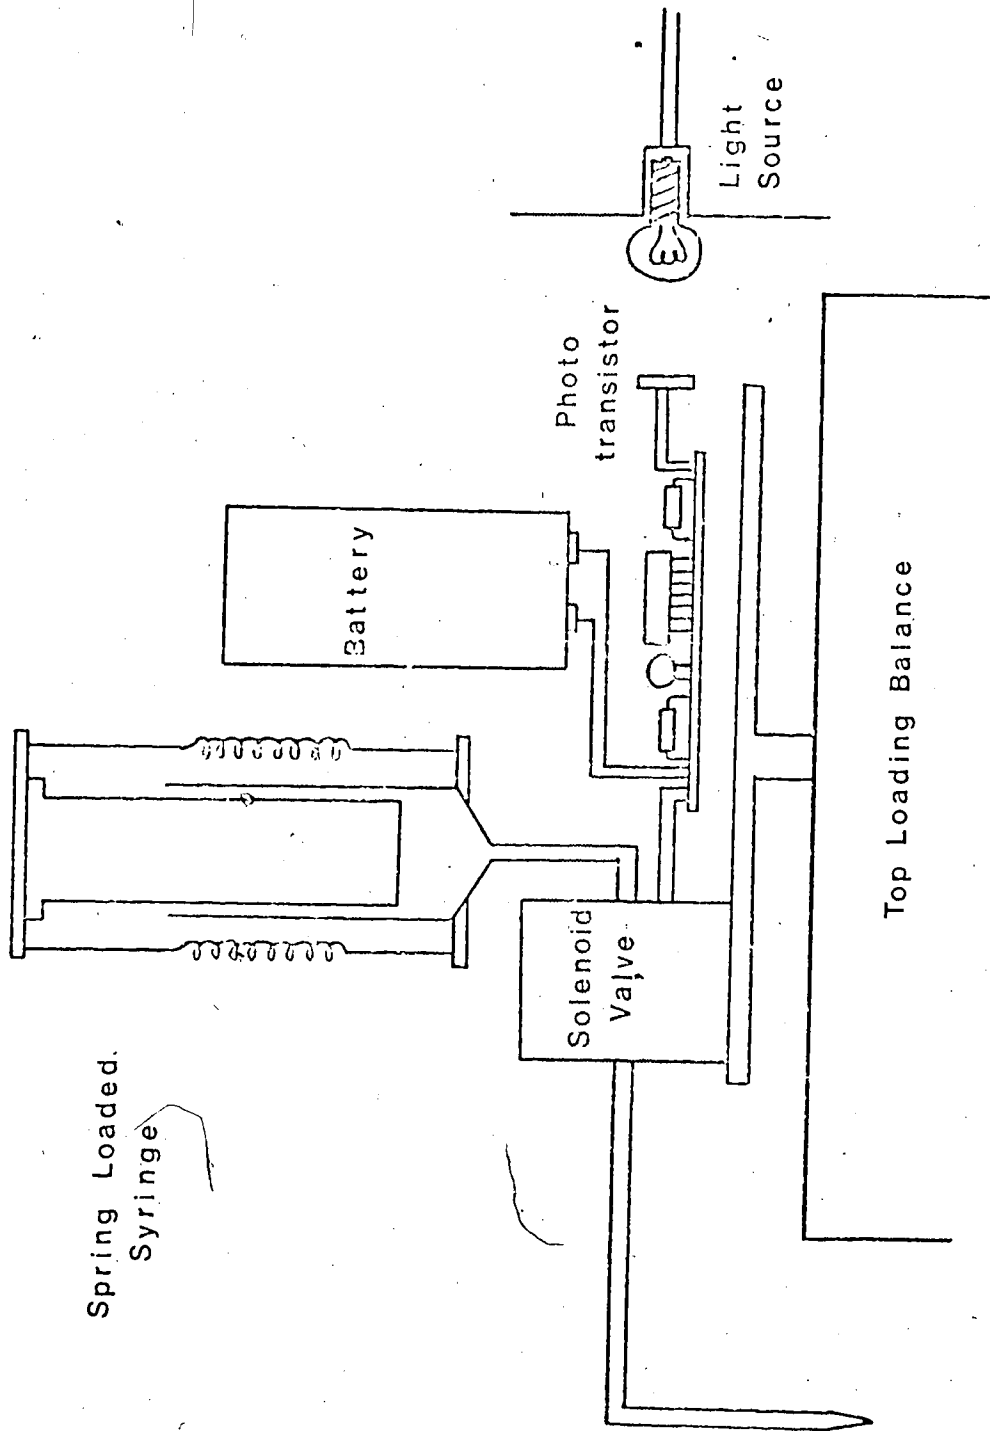 Spring Loaded.
Syringe
Battery
Photo
transistor
Light
Source
Solenoid
Valve
Top Loading Balance